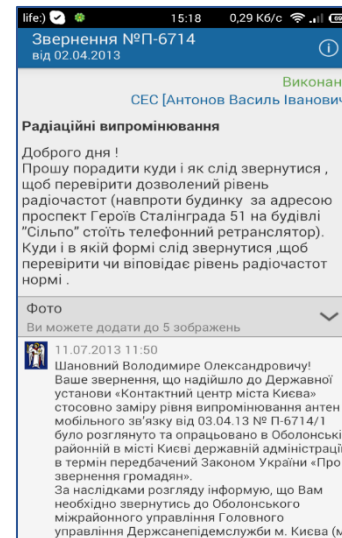 life:) 15:18 0,29 Кб/с
Звернення №П-6714
від 02.04.2013
Виконан
СЕС [Антонов Василь Іванович
Радіаційні випромінювання
Доброго дня !
Прошу порадити куди і як слід звернутися ,
щоб перевірити дозволений рівень
радіочастот (навпроти будинку за адресою
проспект Героїв Сталінграда 51 на будівлі
"Сільпо" стоїть телефонний ретранслятор).
Куди і в якій формі слід звернутися ,щоб
перевірити чи віповідає рівень радіочастот
нормі .
Фото
Ви можете додати до 5 зображень
11.07.2013 11:50
Шановний Володимире Олександровичу!
Ваше звернення, що надійшло до Державної
установи «Контактний центр міста Києва»
стосовно заміру рівня випромінювання антен
мобільного зв'язку від 03.04.13 № П-6714/1
було розглянуто та опрацьовано в Оболонські
районній в місті Києві державній адміністрації
в термін передбачений Законом України «Про
звернення громадян».
За наслідками розгляду інформую, що Вам
необхідно звернутись до Оболонського
міжрайонного управління Головного
управління Держсанепідемслужби м. Києва (м